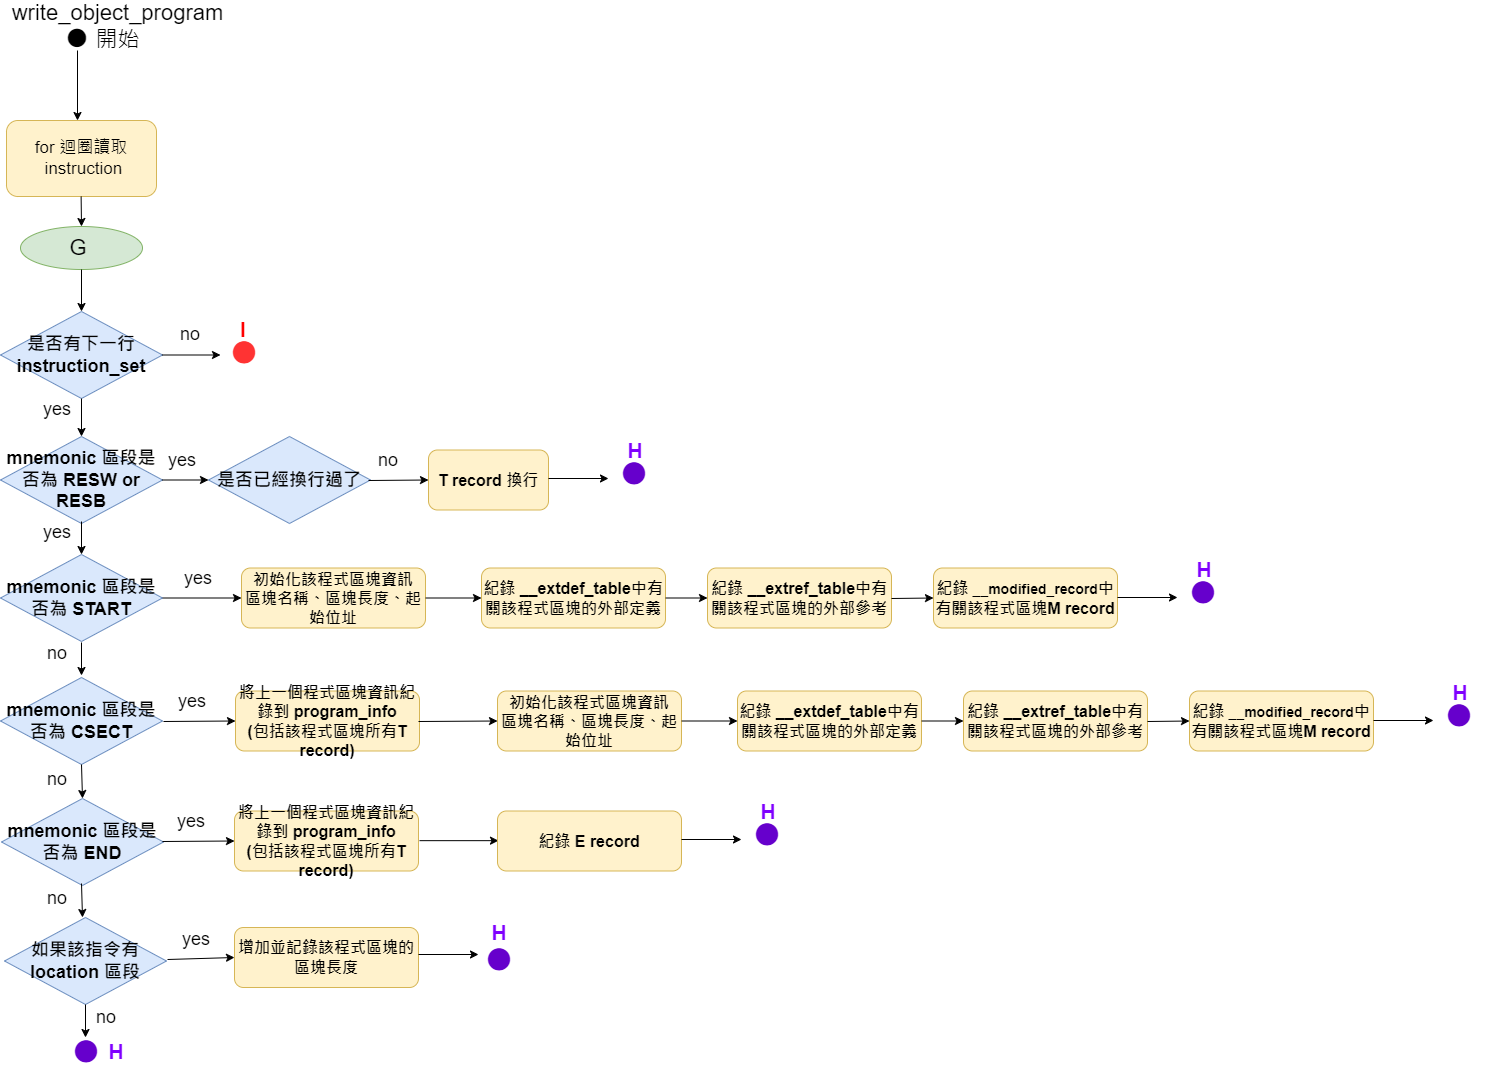 write_object_program
開始
for 迴圈讀取
instruction
G
是否有下一行
instruction_set
no
I
yes
mnemonic 區段是
否為 RESW or
RESB
yes
是否已經換行過了
no
T record 換行
H
yes
mnemonic 區段是
否為 START
yes
初始化該程式區塊資訊
區塊名稱、區塊長度、起
始位址
紀錄 __extdef_table中有
關該程式區塊的外部定義
紀錄 __extref_table中有
關該程式區塊的外部參考
紀錄 __modified_record中
有關該程式區塊M record
H
no
mnemonic 區段是
否為 CSECT
yes
將上一個程式區塊資訊紀
錄到 program_info
(包括該程式區塊所有T
record)
初始化該程式區塊資訊
區塊名稱、區塊長度、起
始位址
紀錄 __extdef_table中有
關該程式區塊的外部定義
紀錄 __extref_table中有
關該程式區塊的外部參考
紀錄 __modified_record中
有關該程式區塊M record
H
no
mnemonic 區段是
否為 END
yes
將上一個程式區塊資訊紀
錄到 program_info
(包括該程式區塊所有T
record)
紀錄 E record
H
no
如果該指令有
location 區段
yes
增加並記錄該程式區塊的
區塊長度
H
no
H